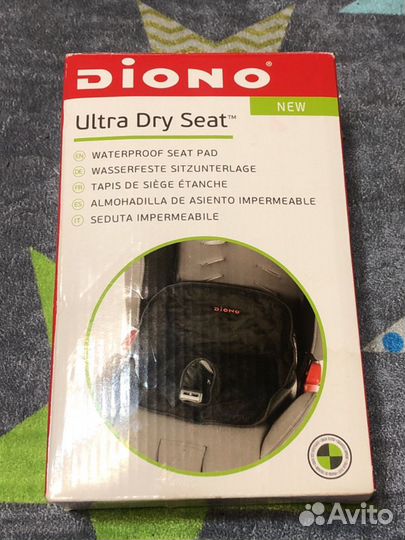 DIONO®
NEW
Ultra Dry Seat™
EN WATERPROOF SEAT PAD
DE WASSERFESTE SITZUNTERLAGE
FR TAPIS DE SIÈGE ÉTANCHE
ES ALMOHADILLA DE ASIENTO IMPERMEABLE
IT SEDUTA IMPERMEABILE
DIONO
Avito